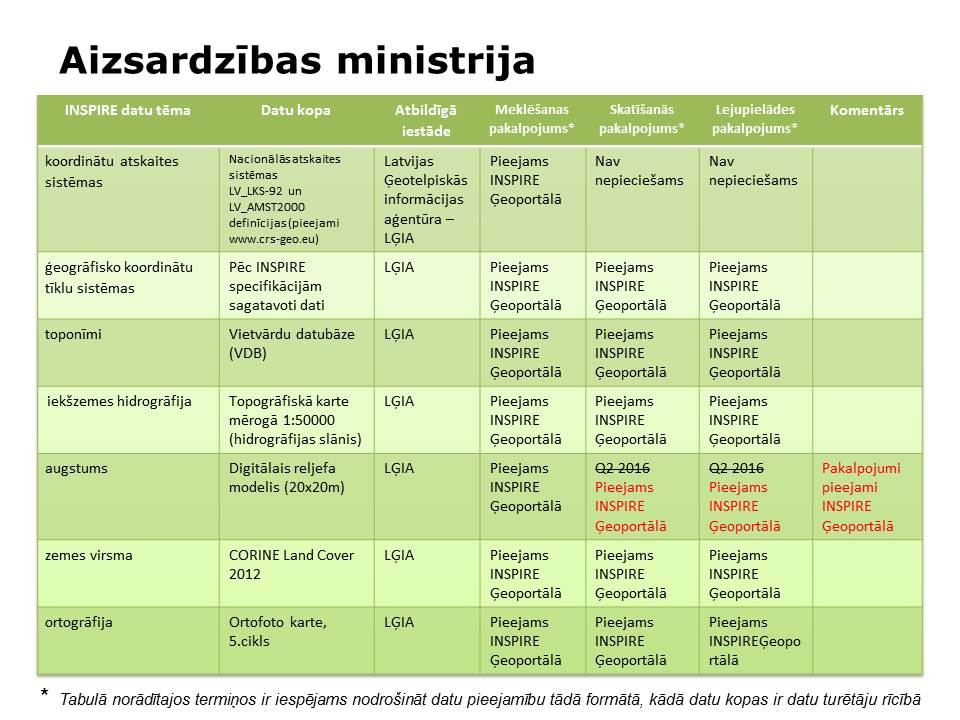 Aizsardzības ministrija
INSPIRE datu tēma
Datu kopa
Atbildīgā
iestāde
Meklēšanas
pakalpojums*
Skatīšanās
pakalpojums*
Lejupielādes
pakalpojums*
Komentārs
koordinātu atskaites
sistēmas
Nacionālās atskaites
sistēmas
LV_LKS-92 un
LV_AMST2000
definīcijas (pieejami
www.crs-geo.eu)
Latvijas
Ģeotelpiskās
informācijas
aģentūra –
LĢIA
Pieejams
INSPIRE
Ģeoportālā
Nav
nepieciešams
Nav
nepieciešams
ģeogrāfisko koordinātu
tīklu sistēmas
Pēc INSPIRE
specifikācijām
sagatavoti dati
LĢIA
Pieejams
INSPIRE
Ģeoportālā
Pieejams
INSPIRE
Ģeoportālā
Pieejams
INSPIRE
Ģeoportālā
toponīmi
Vietvārdu datubāze
(VDB)
LĢIA
Pieejams
INSPIRE
Ģeoportālā
Pieejams
INSPIRE
Ģeoportālā
Pieejams
INSPIRE
Ģeoportālā
iekšzemes hidrogrāfija
Topogrāfiskā karte
mērogā 1:50000
(hidrogrāfijas slānis)
LĢIA
Pieejams
INSPIRE
Ģeoportālā
Pieejams
INSPIRE
Ģeoportālā
Pieejams
INSPIRE
Ģeoportālā
augstums
Digitālais reljefa
modelis (20x20m)
LĢIA
Pieejams
INSPIRE
Ģeoportālā
Q2 2016
Pieejams
INSPIRE
Ģeoportālā
Q2 2016
Pieejams
INSPIRE
Ģeoportālā
Pakalpojumi
pieejami
INSPIRE
Ģeoportālā
zemes virsma
CORINE Land Cover
2012
LĢIA
Pieejams
INSPIRE
Ģeoportālā
Pieejams
INSPIRE
Ģeoportālā
Pieejams
INSPIRE
Ģeoportālā
ortogrāfija
Ortofoto karte,
5.cikls
LĢIA
Pieejams
INSPIRE
Ģeoportālā
Pieejams
INSPIRE
Ģeoportālā
Pieejams
INSPIREĢeopo
rtālā
* Tabulā norādītajos termiņos ir iespējams nodrošināt datu pieejamību tādā formātā, kādā datu kopas ir datu turētāju rīcībā